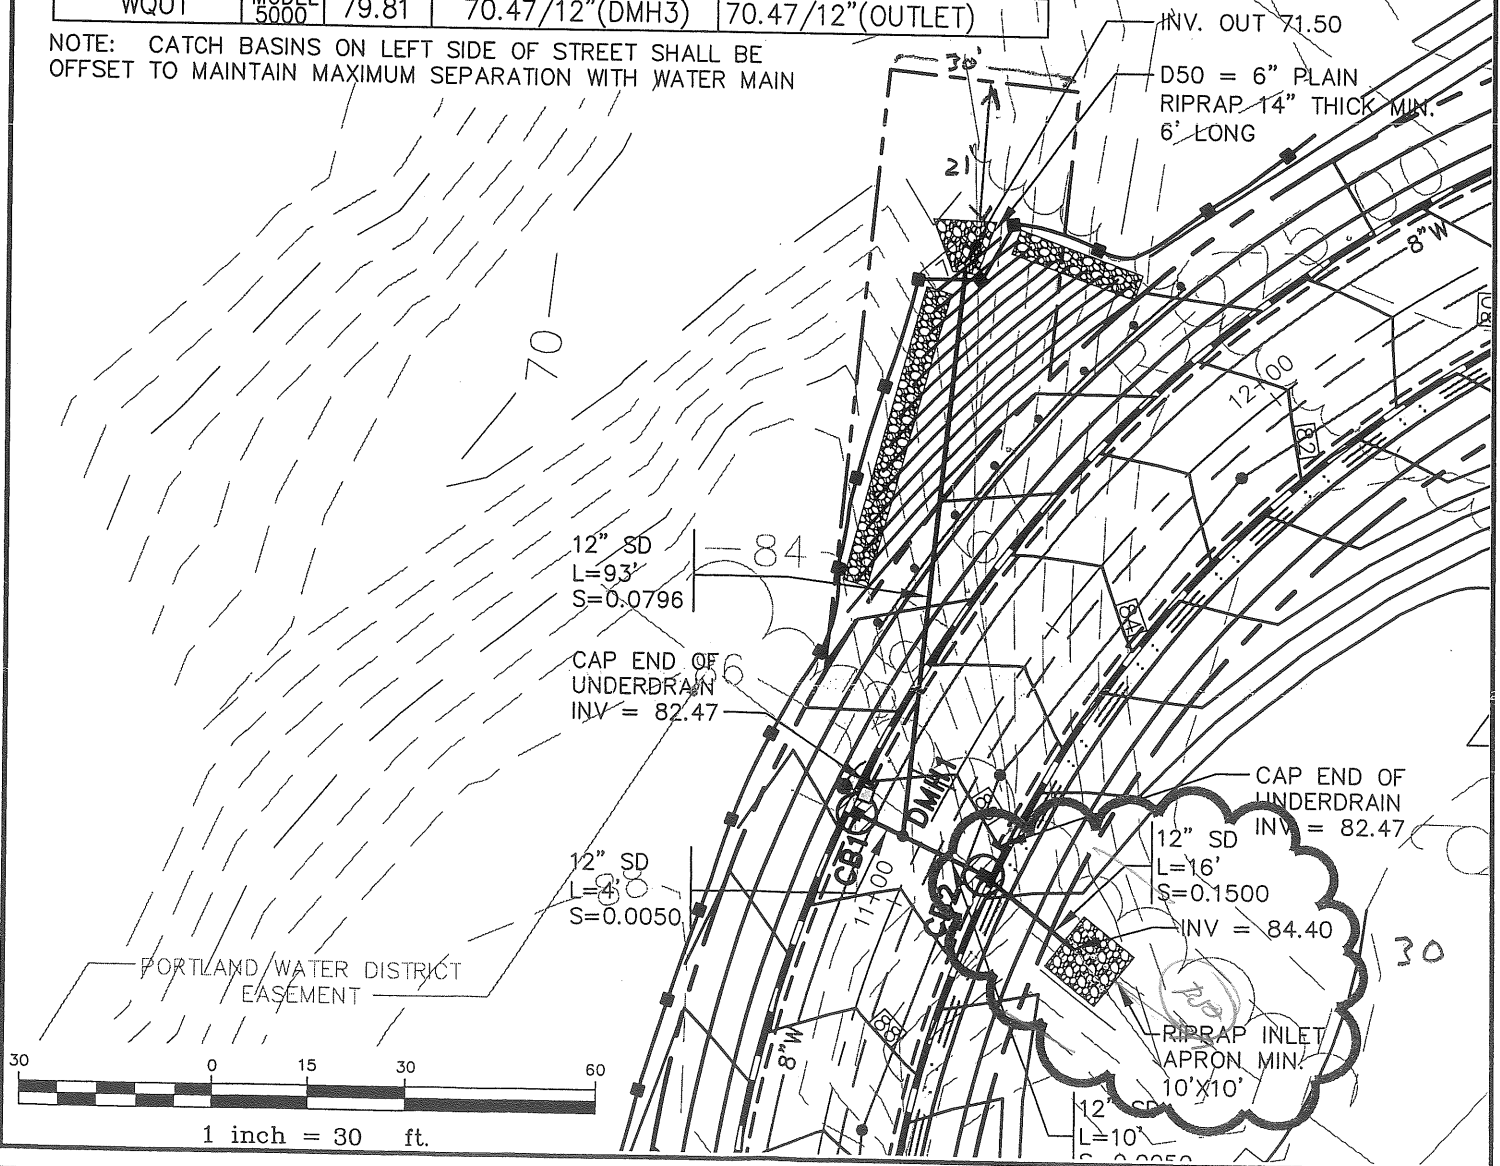 WQU1 MODEL 5000 79.81 70.47/12"(DMH3) 70.47/12"(OUTLET)
NOTE: CATCH BASINS ON LEFT SIDE OF STREET SHALL BE
OFFSET TO MAINTAIN MAXIMUM SEPARATION WITH WATER MAIN
INV. OUT 71.50
D50 = 6" PLAIN
RIPRAP 14" THICK MIN.
6' LONG
30'
21
8"W
70
12+00
82
12" SD
L=93'
S=0.0796
84
84
CAP END OF
UNDERDRAIN
INV = 82.47
86
DMH1
CB1
11+00
CB2
CAP END OF
UNDERDRAIN
INV = 82.47
12" SD
L=16'
S=0.1500
INV = 84.40
30
12" SD
L=4'
S=0.0050
88
PORTLAND WATER DISTRICT
EASEMENT
RIPRAP INLET
APRON MIN.
10'X10'
8"W
88
12" SD
L=10'
S=0.0050
30 0 15 30 60
1 inch = 30 ft.